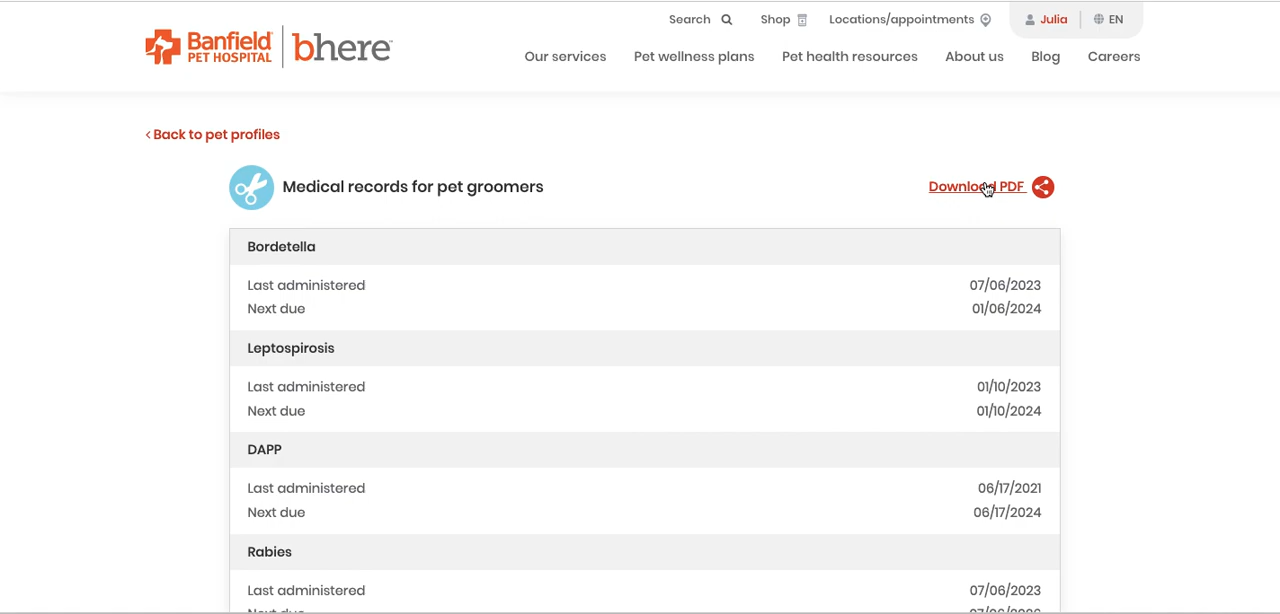 Search Shop Locations/appointments Julia EN
Banfield PET HOSPITAL bhere™
Our services Pet wellness plans Pet health resources About us Blog Careers
< Back to pet profiles
Medical records for pet groomers Download PDF
Bordetella
Last administered 07/06/2023
Next due 01/06/2024
Leptospirosis
Last administered 01/10/2023
Next due 01/10/2024
DAPP
Last administered 06/17/2021
Next due 06/17/2024
Rabies
Last administered 07/06/2023
Next due